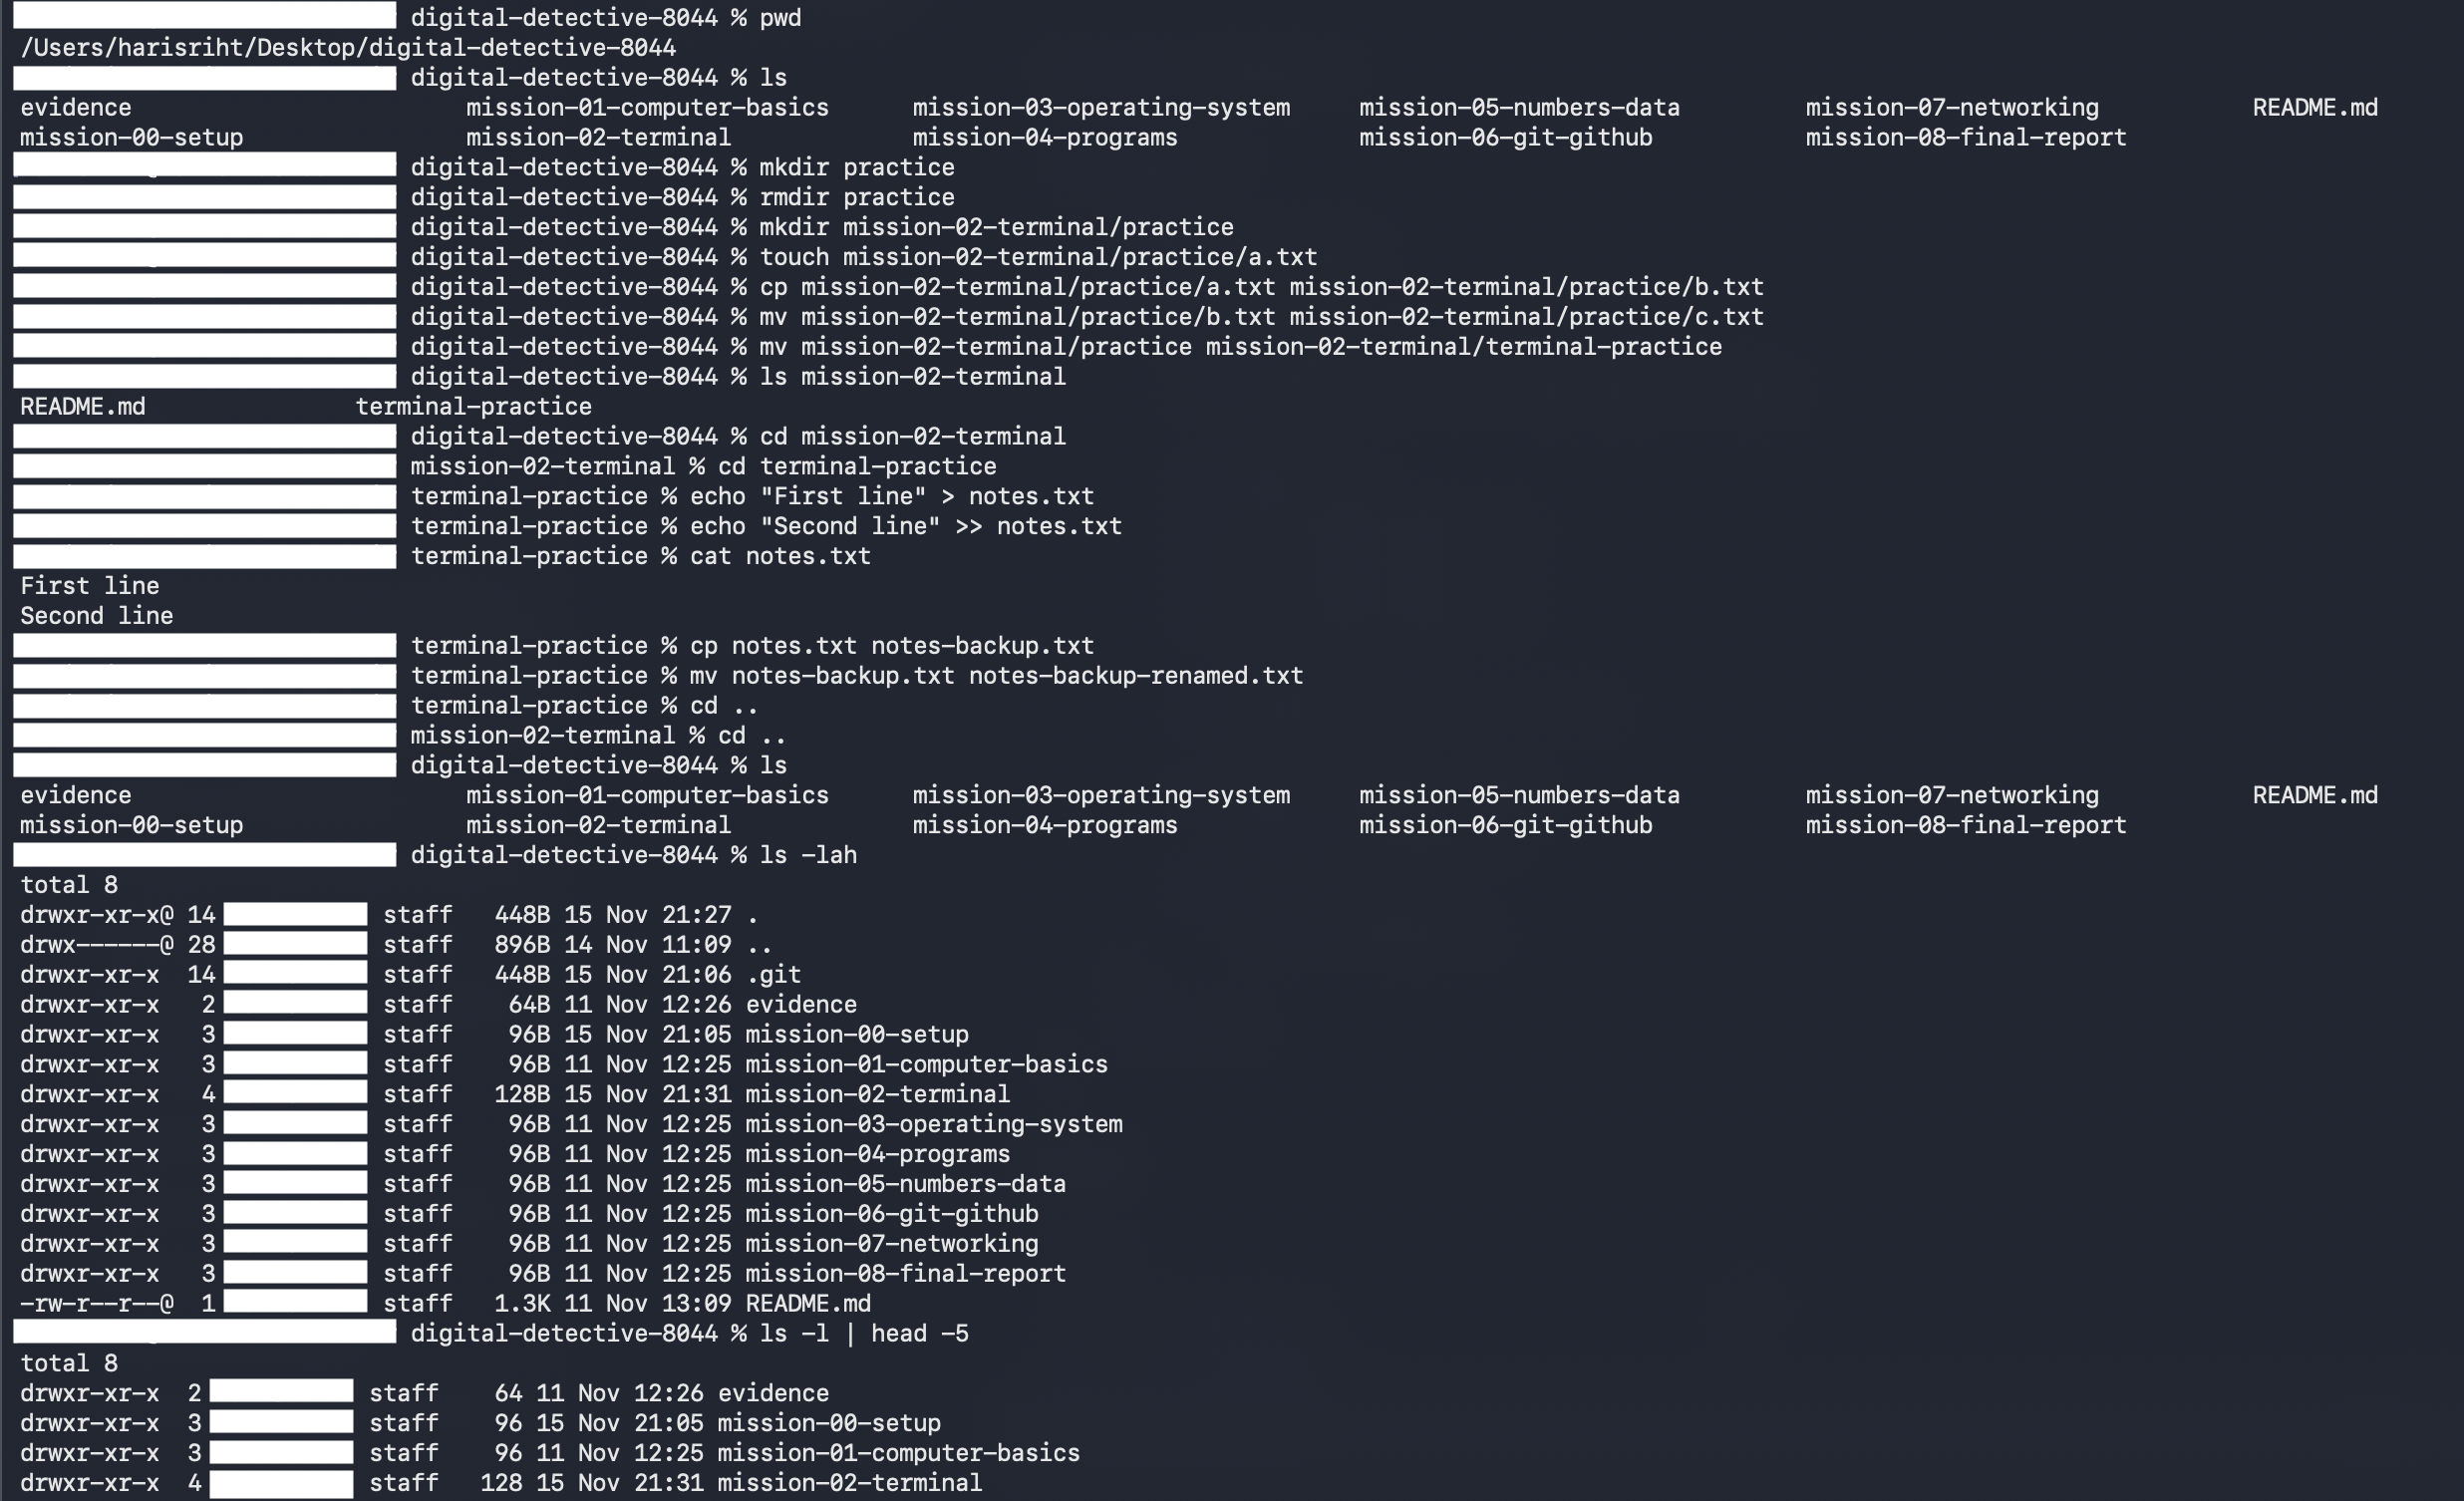 digital-detective-8044 % pwd
/Users/harisriht/Desktop/digital-detective-8044
digital-detective-8044 % ls
evidence mission-01-computer-basics mission-03-operating-system mission-05-numbers-data mission-07-networking README.md
mission-00-setup mission-02-terminal mission-04-programs mission-06-git-github mission-08-final-report
digital-detective-8044 % mkdir practice
digital-detective-8044 % rmdir practice
digital-detective-8044 % mkdir mission-02-terminal/practice
digital-detective-8044 % touch mission-02-terminal/practice/a.txt
digital-detective-8044 % cp mission-02-terminal/practice/a.txt mission-02-terminal/practice/b.txt
digital-detective-8044 % mv mission-02-terminal/practice/b.txt mission-02-terminal/practice/c.txt
digital-detective-8044 % mv mission-02-terminal/practice mission-02-terminal/terminal-practice
digital-detective-8044 % ls mission-02-terminal
README.md terminal-practice
digital-detective-8044 % cd mission-02-terminal
mission-02-terminal % cd terminal-practice
terminal-practice % echo "First line" > notes.txt
terminal-practice % echo "Second line" >> notes.txt
terminal-practice % cat notes.txt
First line
Second line
terminal-practice % cp notes.txt notes-backup.txt
terminal-practice % mv notes-backup.txt notes-backup-renamed.txt
terminal-practice % cd ..
mission-02-terminal % cd ..
digital-detective-8044 % ls
evidence mission-01-computer-basics mission-03-operating-system mission-05-numbers-data mission-07-networking README.md
mission-00-setup mission-02-terminal mission-04-programs mission-06-git-github mission-08-final-report
digital-detective-8044 % ls -lah
total 8
drwxr-xr-x@ 14 staff 448B 15 Nov 21:27 .
drwx------@ 28 staff 896B 14 Nov 11:09 ..
drwxr-xr-x 14 staff 448B 15 Nov 21:06 .git
drwxr-xr-x 2 staff 64B 11 Nov 12:26 evidence
drwxr-xr-x 3 staff 96B 15 Nov 21:05 mission-00-setup
drwxr-xr-x 3 staff 96B 11 Nov 12:25 mission-01-computer-basics
drwxr-xr-x 4 staff 128B 15 Nov 21:31 mission-02-terminal
drwxr-xr-x 3 staff 96B 11 Nov 12:25 mission-03-operating-system
drwxr-xr-x 3 staff 96B 11 Nov 12:25 mission-04-programs
drwxr-xr-x 3 staff 96B 11 Nov 12:25 mission-05-numbers-data
drwxr-xr-x 3 staff 96B 11 Nov 12:25 mission-06-git-github
drwxr-xr-x 3 staff 96B 11 Nov 12:25 mission-07-networking
drwxr-xr-x 3 staff 96B 11 Nov 12:25 mission-08-final-report
-rw-r--r--@ 1 staff 1.3K 11 Nov 13:09 README.md
digital-detective-8044 % ls -l | head -5
total 8
drwxr-xr-x 2 staff 64 11 Nov 12:26 evidence
drwxr-xr-x 3 staff 96 15 Nov 21:05 mission-00-setup
drwxr-xr-x 3 staff 96 11 Nov 12:25 mission-01-computer-basics
drwxr-xr-x 4 staff 128 15 Nov 21:31 mission-02-terminal